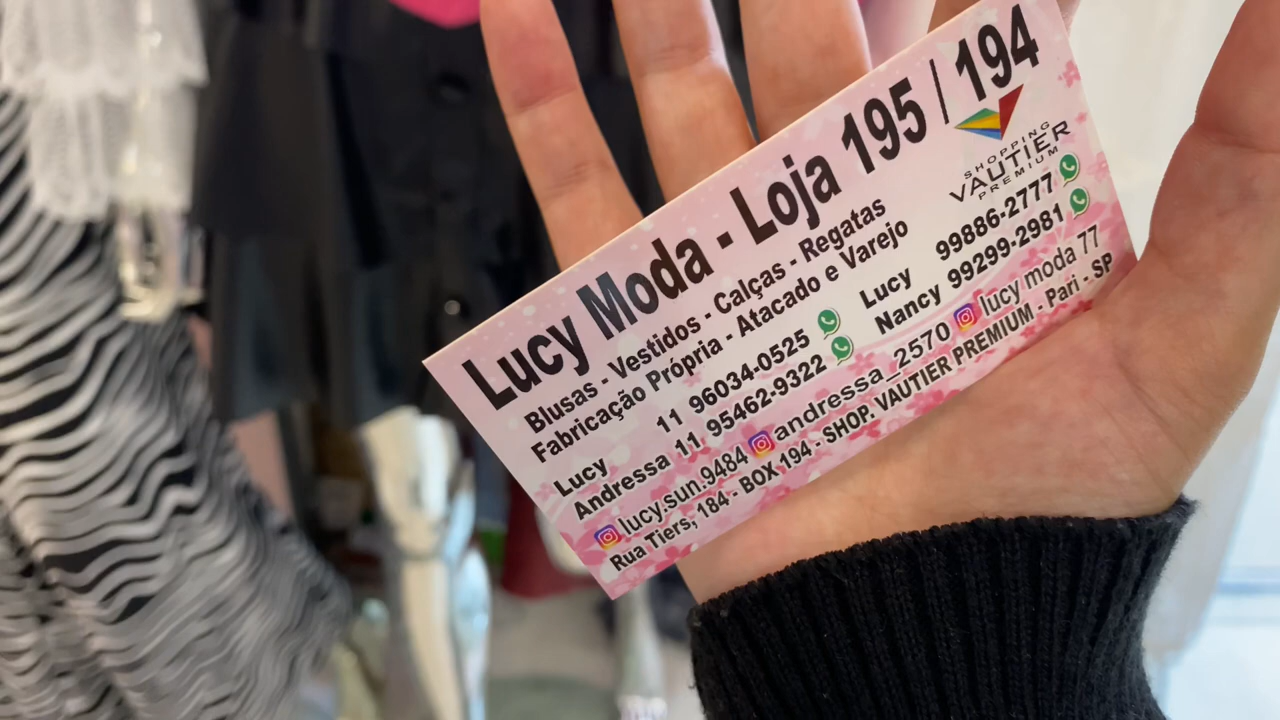 Lucy Moda - Loja 195 / 194
SHOPPING
VAUTIER
PREMIUM
Blusas - Vestidos - Calças - Regatas
Fabricação Própria - Atacado e Varejo
Lucy 11 96034-0525 Lucy 99886-2777
Andressa 11 95462-9322 Nancy 99299-2981
lucy.sun.9484 andressa_2570 lucy moda 77
Rua Tiers, 184 - BOX 194 - SHOP. VAUTIER PREMIUM - Pari - SP